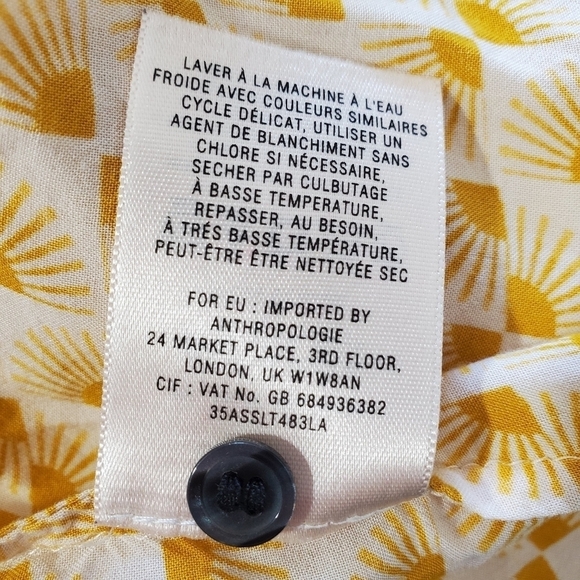 LAVER À LA MACHINE À L'EAU
FROIDE AVEC COULEURS SIMILAIRES
CYCLE DÉLICAT, UTILISER UN
AGENT DE BLANCHIMENT SANS
CHLORE SI NÉCESSAIRE,
SECHER PAR CULBUTAGE
À BASSE TEMPERATURE,
REPASSER, AU BESOIN,
À TRÉS BASSE TEMPÉRATURE,
PEUT-ÊTRE ÊTRE NETTOYÉE SEC
FOR EU : IMPORTED BY
ANTHROPOLOGIE
24 MARKET PLACE, 3RD FLOOR,
LONDON, UK W1W8AN
CIF : VAT No. GB 684936382
35ASSLT483LA